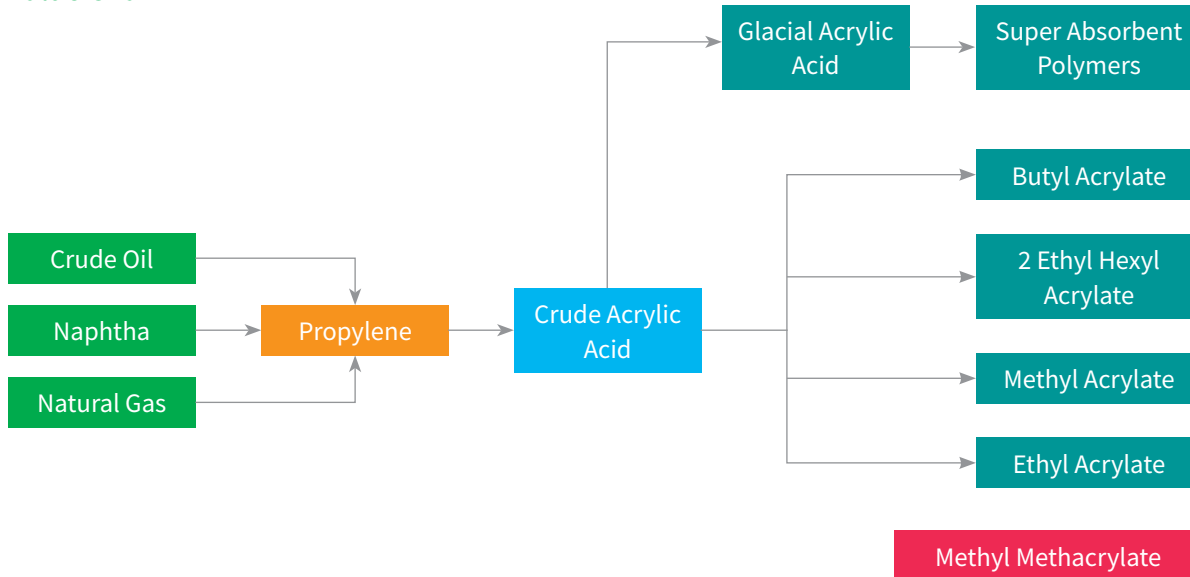 Glacial Acrylic
Acid
Super Absorbent
Polymers
Butyl Acrylate
Crude Oil
2 Ethyl Hexyl
Acrylate
Naphtha
Propylene
Crude Acrylic
Acid
Methyl Acrylate
Natural Gas
Ethyl Acrylate
Methyl Methacrylate